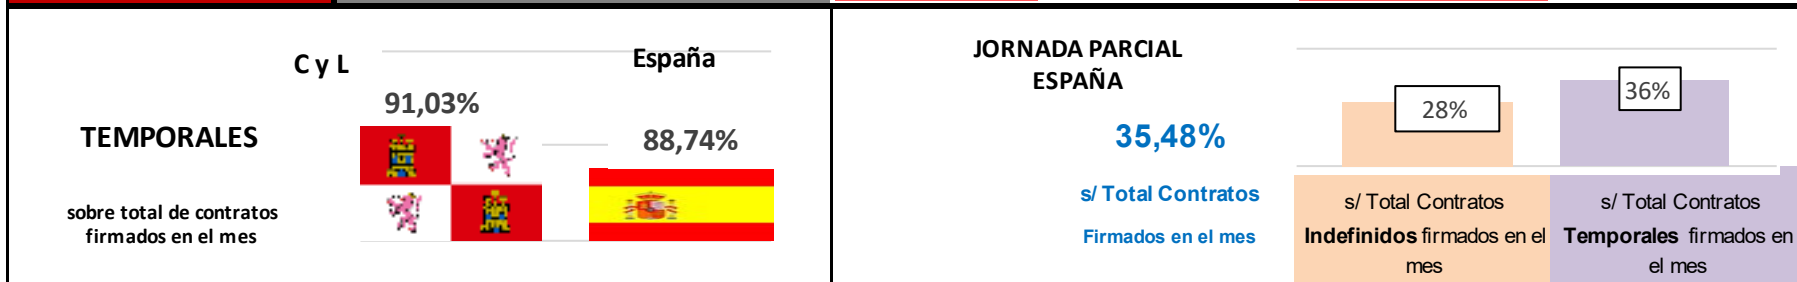 C y L
España
91,03%
TEMPORALES
88,74%
sobre total de contratos
firmados en el mes
JORNADA PARCIAL
ESPAÑA
35,48%
s/ Total Contratos
Firmados en el mes
28%
36%
s/ Total Contratos
Indefinidos firmados en el
mes
s/ Total Contratos
Temporales firmados en
el mes